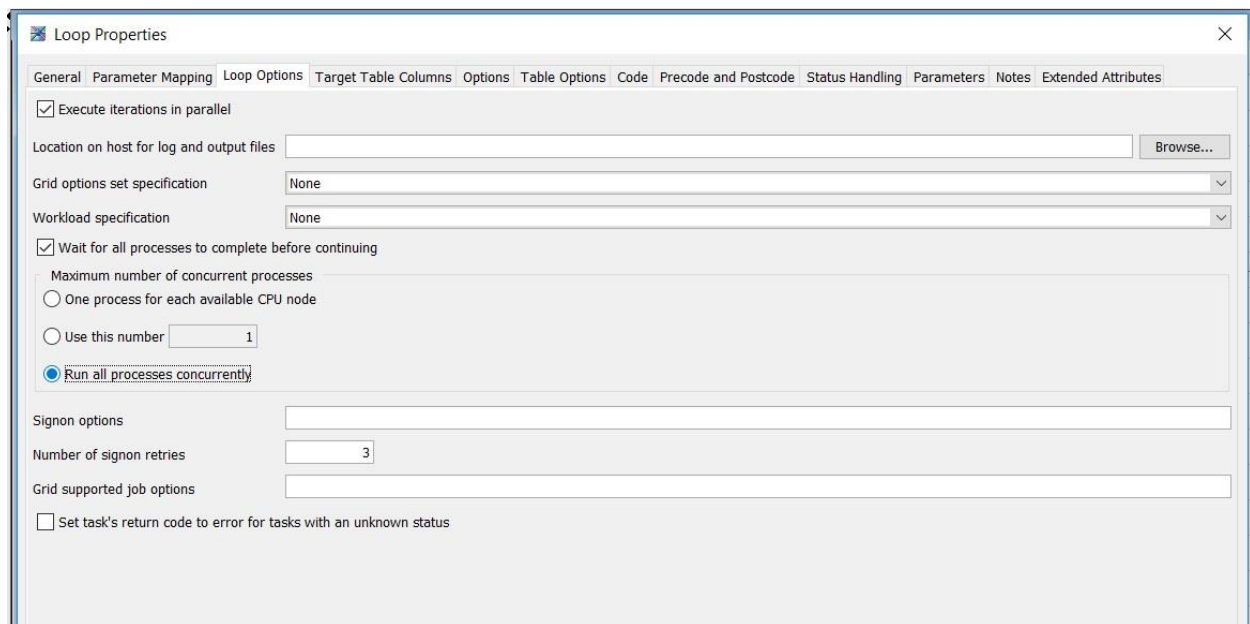 Loop Properties
General Parameter Mapping Loop Options Target Table Columns Options Table Options Code Precode and Postcode Status Handling Parameters Notes Extended Attributes
Execute iterations in parallel
Location on host for log and output files Browse...
Grid options set specification None
Workload specification None
Wait for all processes to complete before continuing
Maximum number of concurrent processes
One process for each available CPU node
Use this number 1
Run all processes concurrently
Signon options
Number of signon retries 3
Grid supported job options
Set task's return code to error for tasks with an unknown status